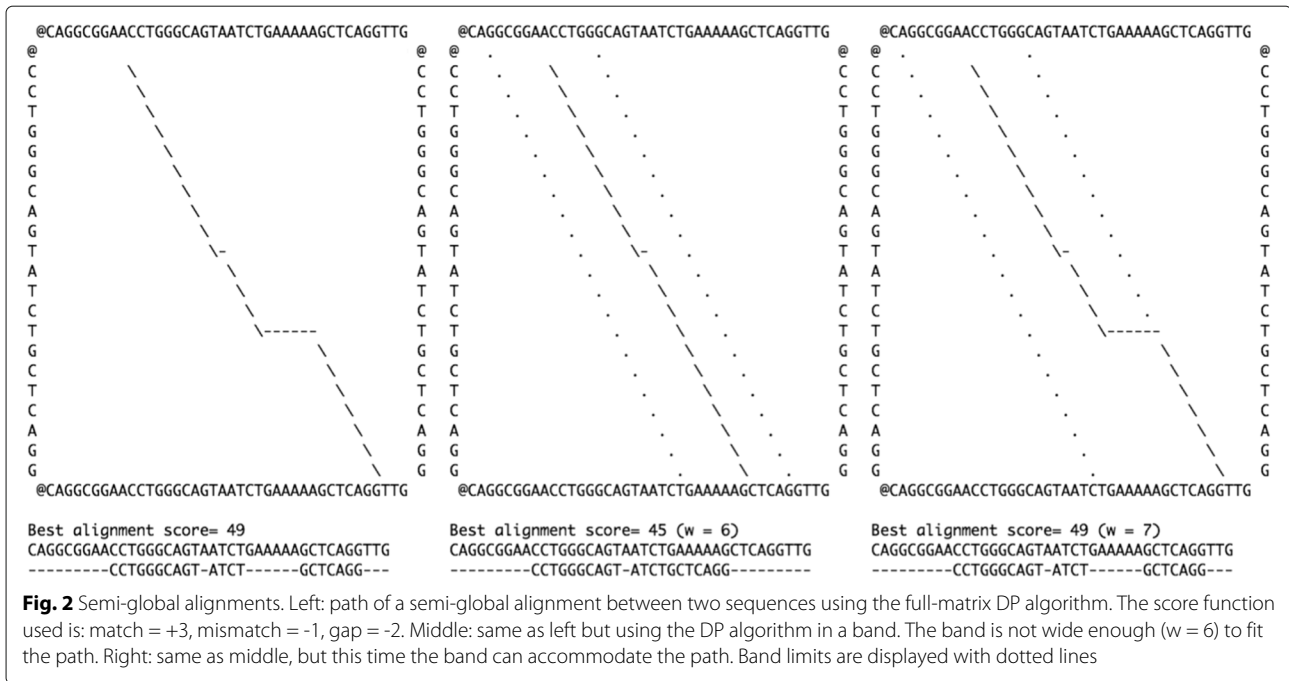 @CAGGCGGAACCTGGGCAGTAATCTGAAAAAGCTCAGGTTG @CAGGCGGAACCTGGGCAGTAATCTGAAAAAGCTCAGGTTG @CAGGCGGAACCTGGGCAGTAATCTGAAAAAGCTCAGGTTG
@ @ @ @ @ @
C C C C C C
C C C C C C
T T T T T T
G G G G G G
G G G G G G
G G G G G G
C C C C C C
A A A A A A
G G G G G G
T T T T T T
A A A A A A
T T T T T T
C C C C C C
T T T T T T
G G G G G G
C C C C C C
T T T T T T
C C C C C C
A A A A A A
G G G G G G
G G G G G G
@CAGGCGGAACCTGGGCAGTAATCTGAAAAAGCTCAGGTTG @CAGGCGGAACCTGGGCAGTAATCTGAAAAAGCTCAGGTTG @CAGGCGGAACCTGGGCAGTAATCTGAAAAAGCTCAGGTTG
Best alignment score= 49 Best alignment score= 45 (w = 6) Best alignment score= 49 (w = 7)
CAGGCGGAACCTGGGCAGTAATCTGAAAAAGCTCAGGTTG CAGGCGGAACCTGGGCAGTAATCTGAAAAAGCTCAGGTTG CAGGCGGAACCTGGGCAGTAATCTGAAAAAGCTCAGGTTG
---------CCTGGGCAGT-ATCT------GCTCAGG--- ---------CCTGGGCAGT-ATCTGCTCAGG--------- ---------CCTGGGCAGT-ATCT------GCTCAGG---
Fig. 2 Semi-global alignments. Left: path of a semi-global alignment between two sequences using the full-matrix DP algorithm. The score function
used is: match = +3, mismatch = -1, gap = -2. Middle: same as left but using the DP algorithm in a band. The band is not wide enough (w = 6) to fit
the path. Right: same as middle, but this time the band can accommodate the path. Band limits are displayed with dotted lines